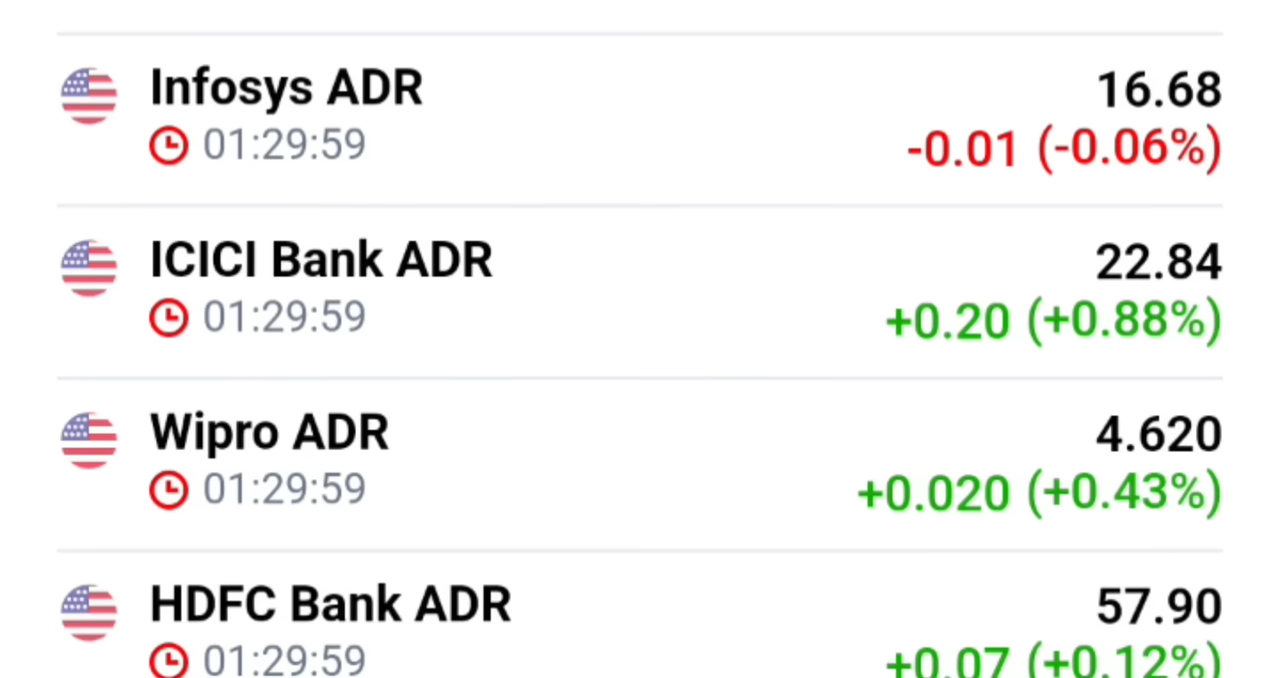 Infosys ADR 16.68
01:29:59 -0.01 (-0.06%)
ICICI Bank ADR 22.84
01:29:59 +0.20 (+0.88%)
Wipro ADR 4.620
01:29:59 +0.020 (+0.43%)
HDFC Bank ADR 57.90
01:29:59 +0.07 (+0.12%)